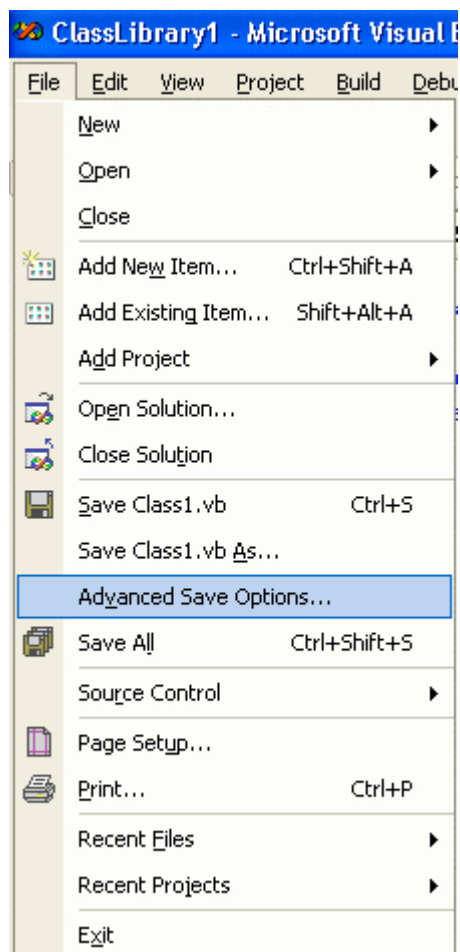 ClassLibrary1 - Microsoft Visual
File Edit View Project Build Debu
New
Open
Close
Add New Item... Ctrl+Shift+A
Add Existing Item... Shift+Alt+A
Add Project
Open Solution...
Close Solution
Save Class1.vb Ctrl+S
Save Class1.vb As...
Advanced Save Options...
Save All Ctrl+Shift+S
Source Control
Page Setup...
Print... Ctrl+P
Recent Files
Recent Projects
Exit